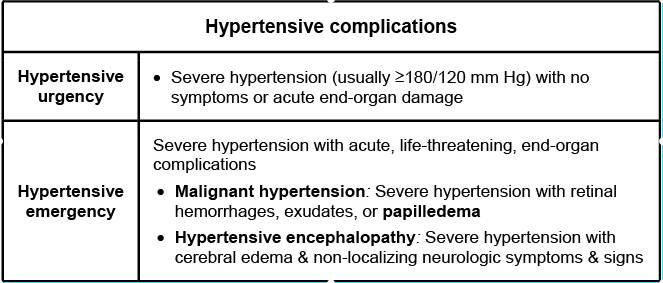 Hypertensive complications
Hypertensive
urgency
• Severe hypertension (usually ≥180/120 mm Hg) with no
symptoms or acute end-organ damage
Hypertensive
emergency
Severe hypertension with acute, life-threatening, end-organ
complications
• Malignant hypertension: Severe hypertension with retinal
hemorrhages, exudates, or papilledema
• Hypertensive encephalopathy: Severe hypertension with
cerebral edema & non-localizing neurologic symptoms & signs